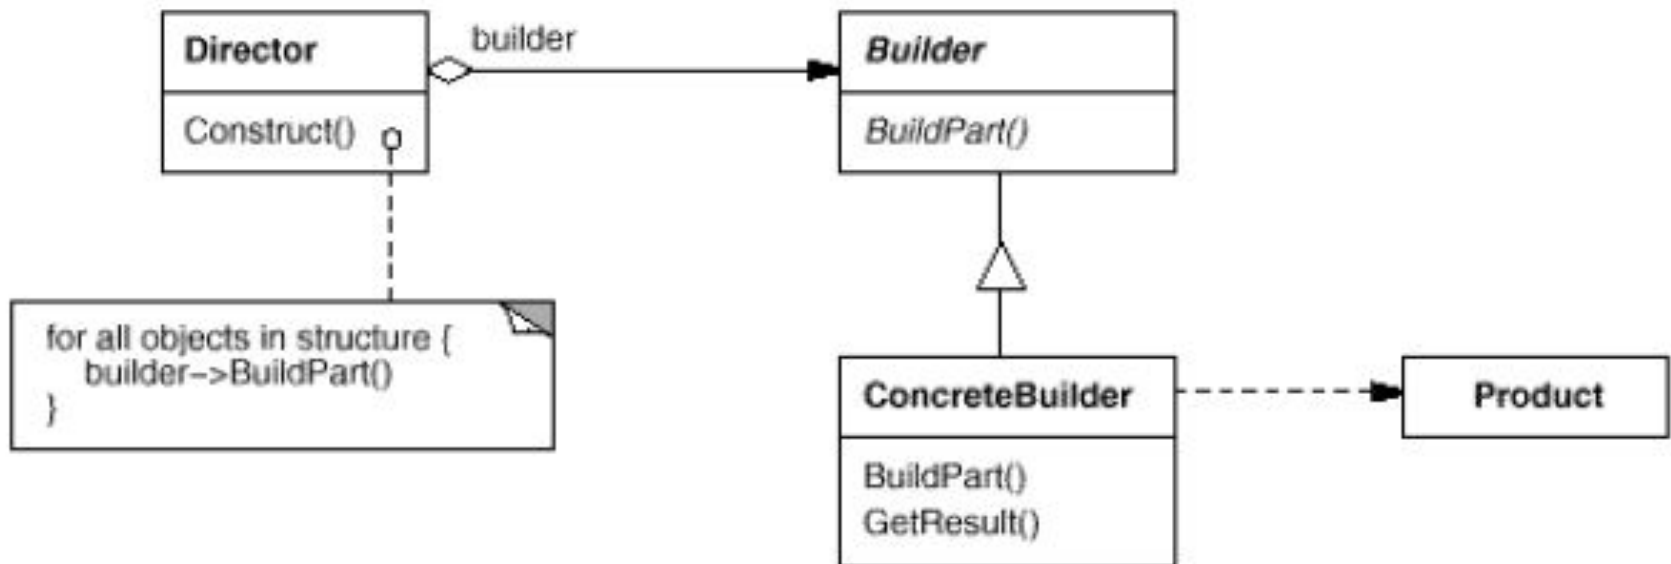 Director
Construct()
builder
Builder
BuildPart()
for all objects in structure {
builder–>BuildPart()
}
ConcreteBuilder
BuildPart()
GetResult()
Product